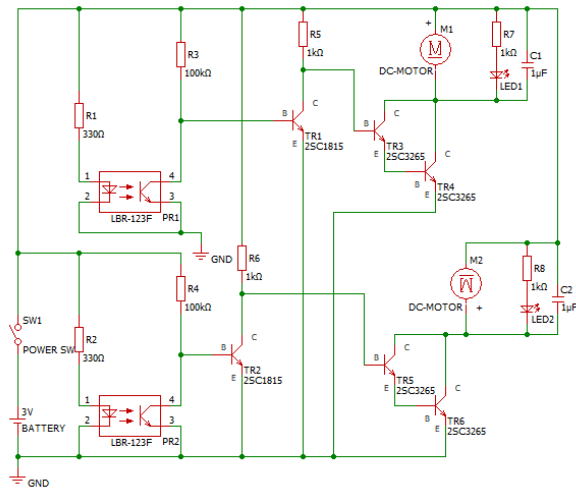 +
M1
DC-MOTOR
R7
1kΩ
LED1
C1
1µF
R5
1kΩ
R3
100kΩ
R1
330Ω
B
C
E
TR1
2SC1815
B
C
E
TR3
2SC3265
B
C
E
TR4
2SC3265
1
2
4
3
LBR-123F
PR1
GND
R6
1kΩ
M2
DC-MOTOR
+
R8
1kΩ
LED2
C2
1µF
R4
100kΩ
SW1
POWER SW
R2
330Ω
B
C
E
TR2
2SC1815
B
C
E
TR5
2SC3265
B
C
E
TR6
2SC3265
3V
BATTERY
1
2
4
3
LBR-123F
PR2
GND